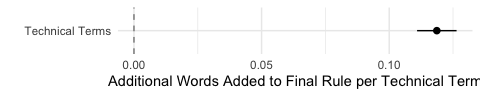 Technical Terms
0.00 0.05 0.10
Additional Words Added to Final Rule per Technical Term